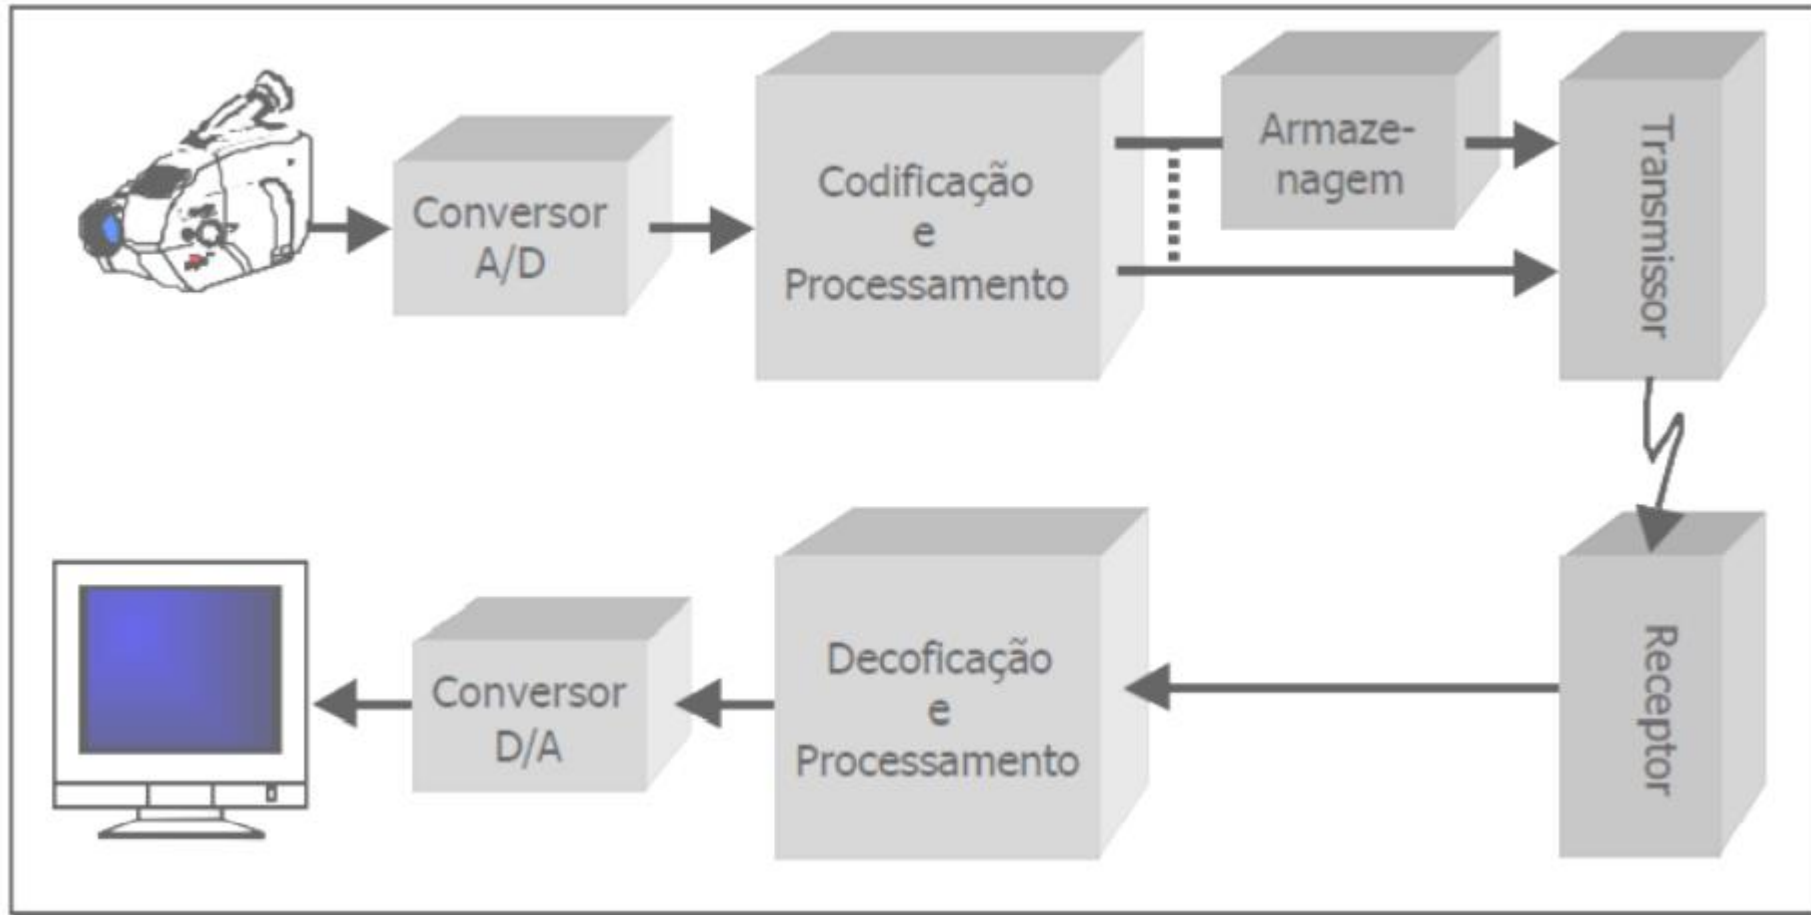 Conversor
A/D
Codificação
e
Processamento
Armaze-
nagem
Transmissor
Conversor
D/A
Decoficação
e
Processamento
Receptor